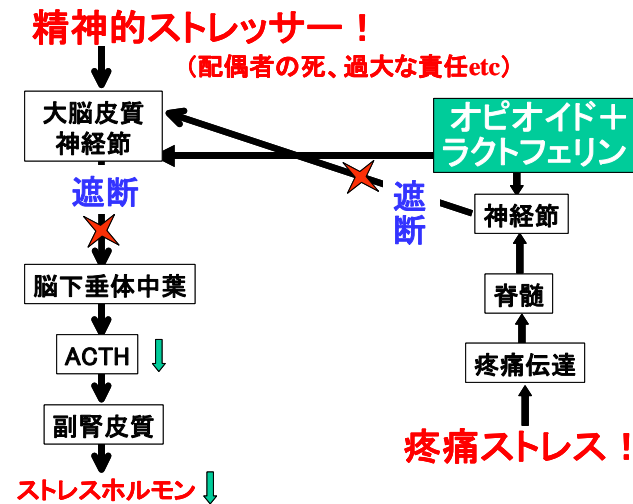 精神的ストレッサー！
（配偶者の死、過大な責任etc）
大脳皮質
神経節
オピオイド＋
ラクトフェリン
遮断
遮
断
神経節
脳下垂体中葉
脊髄
ACTH
疼痛伝達
副腎皮質
疼痛ストレス！
ストレスホルモン